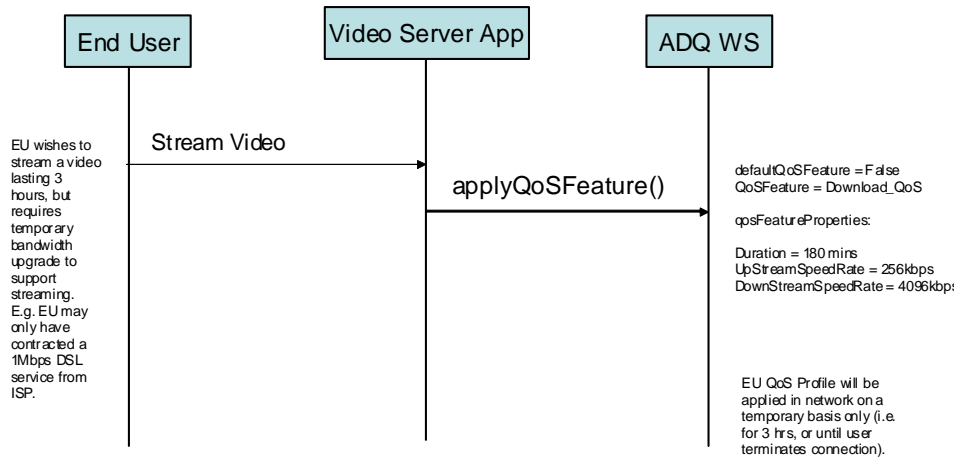 End User
Video Server App
ADQ WS
EU wishes to
stream a video
lasting 3
hours, but
requires
temporary
bandwidth
upgrade to
support
streaming.
E.g. EU may
only have
contracted a
1Mbps DSL
service from
ISP.
Stream Video
applyQoSFeature()
defaultQoSFeature = False
QoSFeature = Download_QoS
qosFeatureProperties:
Duration = 180 mins
UpStreamSpeedRate = 256kbps
DownStreamSpeedRate = 4096kbps
EU QoS Profile will be
applied in network on a
temporary basis only (i.e.
for 3 hrs, or until user
terminates connection).